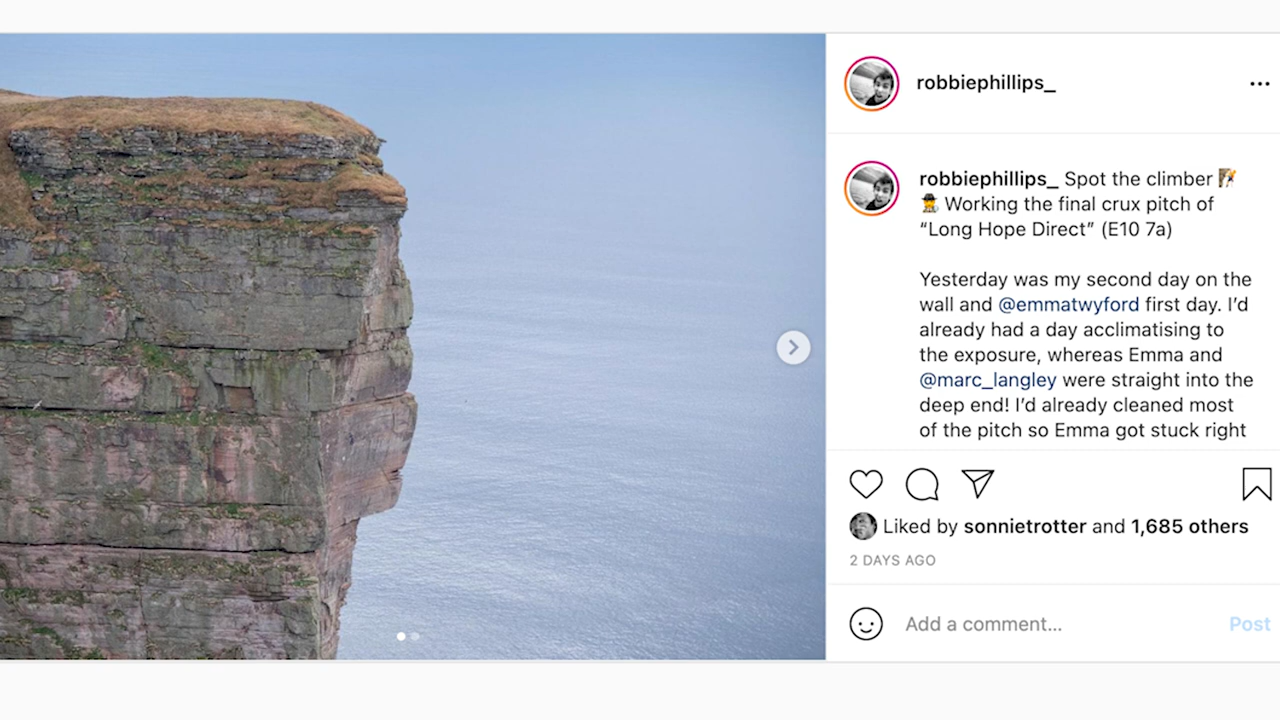 robbiephillips_
robbiephillips_ Spot the climber 🧗
🕵️ Working the final crux pitch of
“Long Hope Direct” (E10 7a)
Yesterday was my second day on the
wall and @emmatwyford first day. I’d
already had a day acclimatising to
the exposure, whereas Emma and
@marc_langley were straight into the
deep end! I’d already cleaned most
of the pitch so Emma got stuck right
Liked by sonnietrotter and 1,685 others
2 DAYS AGO
Add a comment...
Post